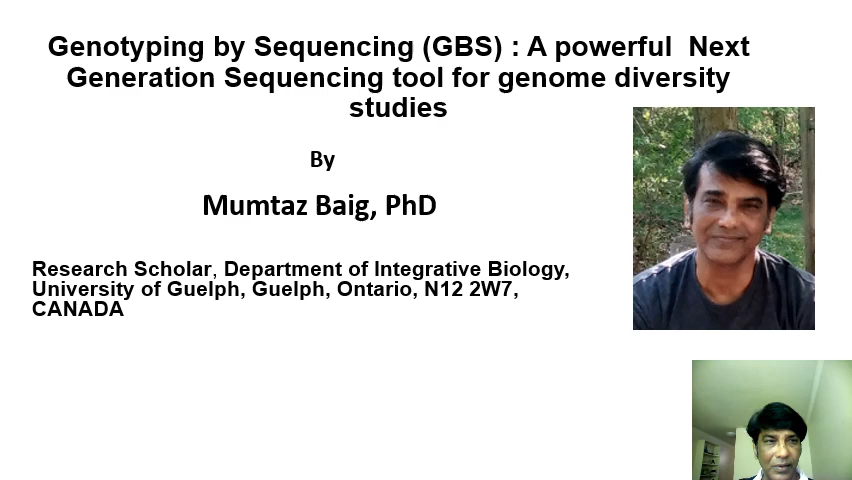 Genotyping by Sequencing (GBS) : A powerful  Next
Generation Sequencing tool for genome diversity
studies
By
Mumtaz Baig, PhD
Research Scholar, Department of Integrative Biology,
University of Guelph, Guelph, Ontario, N12 2W7,
CANADA